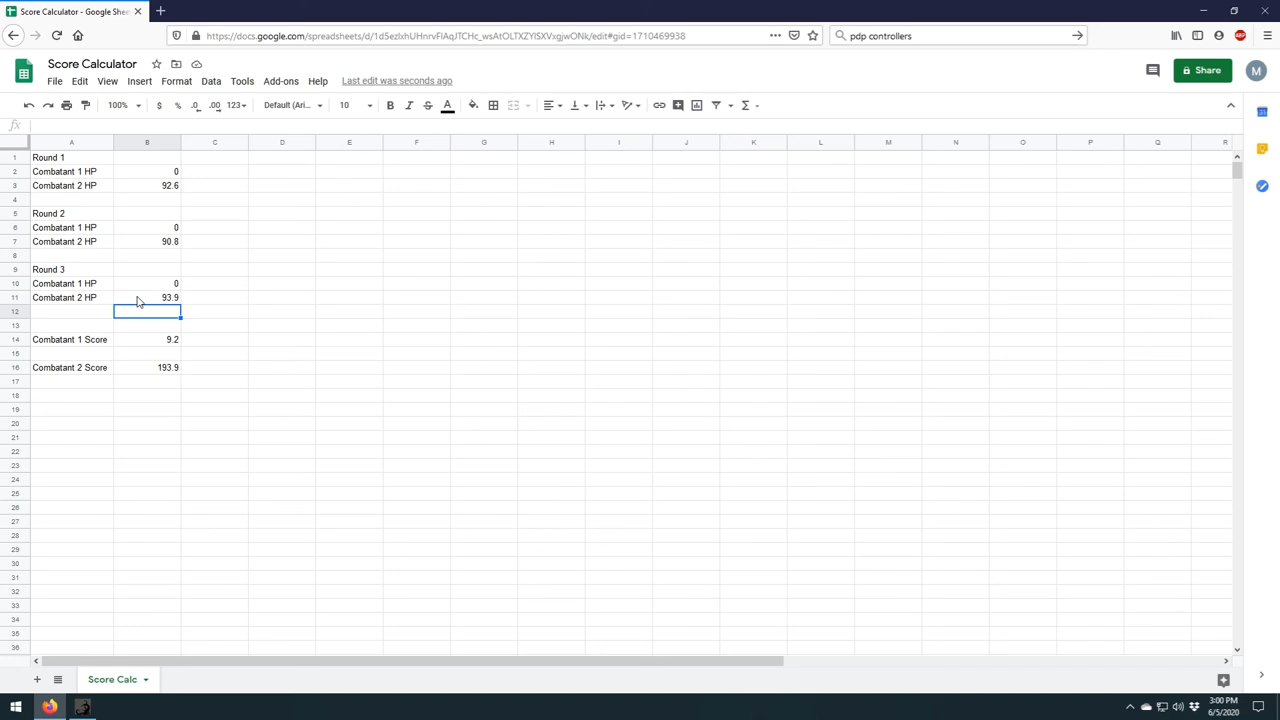 Score Calculator - Google Shee
https://docs.google.com/spreadsheets/d/1d5ezlxhUHnrvFlAqJTCHc_wsAtOLTXZYlSXVxgjwONk/edit#gid=1710469938
pdp controllers
Score Calculator
File Edit View Insert Format Data Tools Add-ons Help Last edit was seconds ago
Share
M
100% $ % .0 .00 123 Default (Ari... 10 B I S A
fx
A B C D E F G H I J K L M N O P Q R
1 Round 1
2 Combatant 1 HP 0
3 Combatant 2 HP 92.6
4
5 Round 2
6 Combatant 1 HP 0
7 Combatant 2 HP 90.8
8
9 Round 3
10 Combatant 1 HP 0
11 Combatant 2 HP 93.9
12
13
14 Combatant 1 Score 9.2
15
16 Combatant 2 Score 193.9
17
18
19
20
21
22
23
24
25
26
27
28
29
30
31
32
33
34
35
36
Score Calc
3:00 PM
6/5/2020